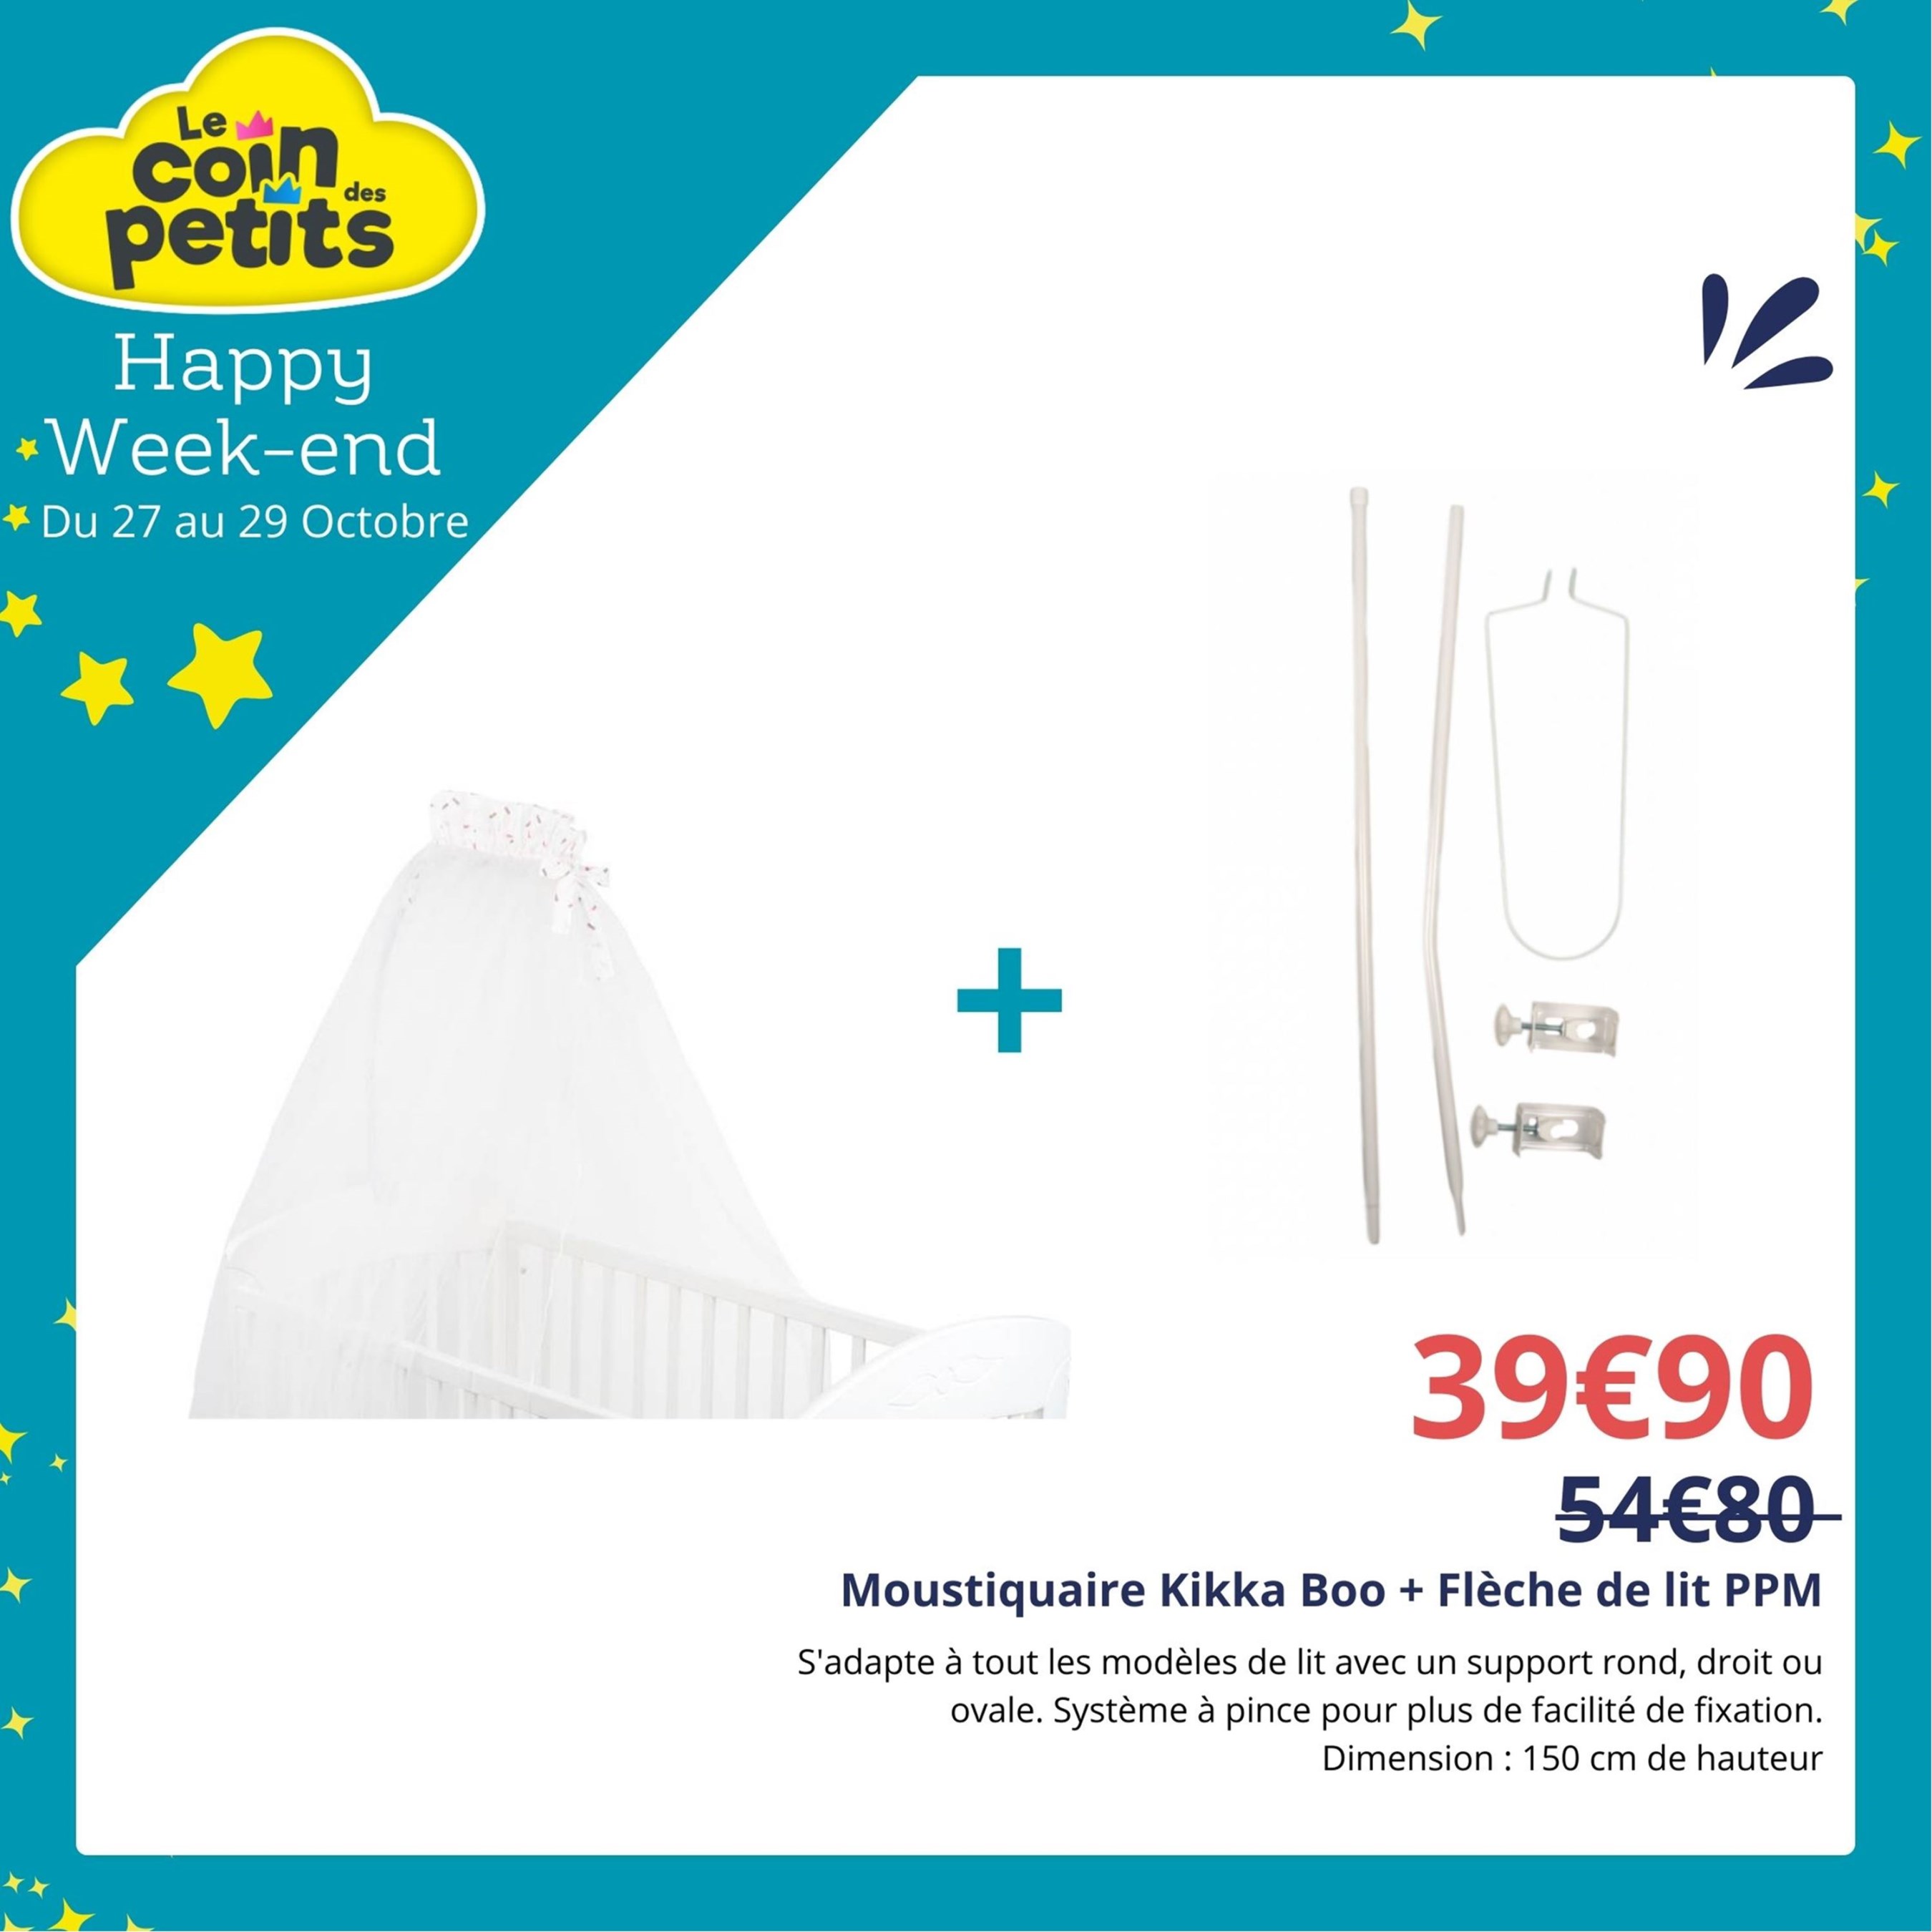 Le
coin
des
petits
Happy
Week-end
Du 27 au 29 Octobre
+
39€90
54€80
Moustiquaire Kikka Boo + Flèche de lit PPM
S'adapte à tout les modèles de lit avec un support rond, droit ou
ovale. Système à pince pour plus de facilité de fixation.
Dimension : 150 cm de hauteur